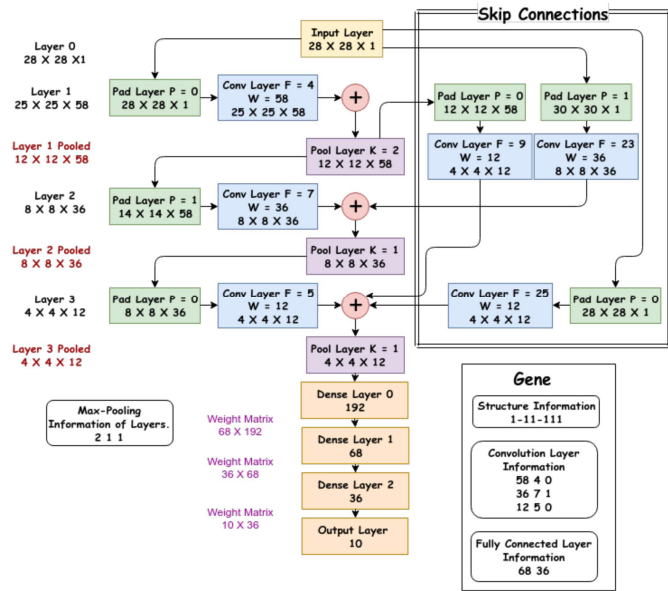 Skip Connections
Layer 0
28 X 28 X1
Input Layer
28 X 28 X 1
Layer 1
25 X 25 X 58
Pad Layer P = 0
28 X 28 X 1
Conv Layer F = 4
W = 58
25 X 25 X 58
+
Pad Layer P = 0
12 X 12 X 58
Pad Layer P = 1
30 X 30 X 1
Layer 1 Pooled
12 X 12 X 58
Pool Layer K = 2
12 X 12 X 58
Conv Layer F = 9
W = 12
4 X 4 X 12
Conv Layer F = 23
W = 36
8 X 8 X 36
Layer 2
8 X 8 X 36
Pad Layer P = 1
14 X 14 X 58
Conv Layer F = 7
W = 36
8 X 8 X 36
+
Layer 2 Pooled
8 X 8 X 36
Pool Layer K = 1
8 X 8 X 36
Layer 3
4 X 4 X 12
Pad Layer P = 0
8 X 8 X 36
Conv Layer F = 5
W = 12
4 X 4 X 12
+
Conv Layer F = 25
W = 12
4 X 4 X 12
Pad Layer P = 0
28 X 28 X 1
Layer 3 Pooled
4 X 4 X 12
Pool Layer K = 1
4 X 4 X 12
Max-Pooling
Information of Layers.
2 1 1
Weight Matrix
68 X 192
Weight Matrix
36 X 68
Weight Matrix
10 X 36
Dense Layer 0
192
Dense Layer 1
68
Dense Layer 2
36
Output Layer
10
Gene
Structure Information
1-11-111
Convolution Layer
Information
58 4 0
36 7 1
12 5 0
Fully Connected Layer
Information
68 36